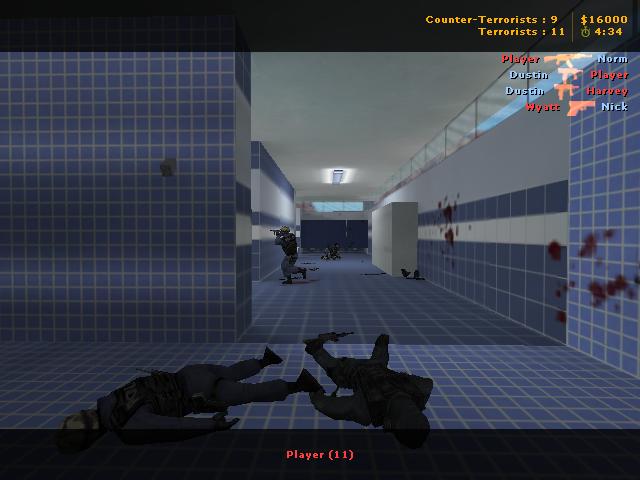 Counter-Terrorists : 9 $16000
Terrorists : 11 4:34
Player Norm
Dustin Player
Dustin Harvey
Wyatt Nick
Player (11)